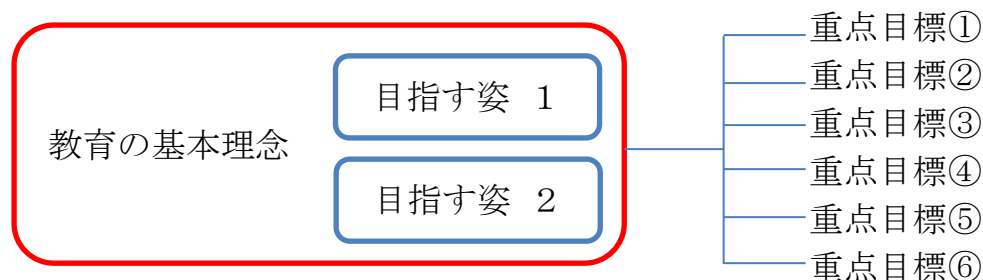 教育の基本理念
目指す姿 1
目指す姿 2
重点目標①
重点目標②
重点目標③
重点目標④
重点目標⑤
重点目標⑥